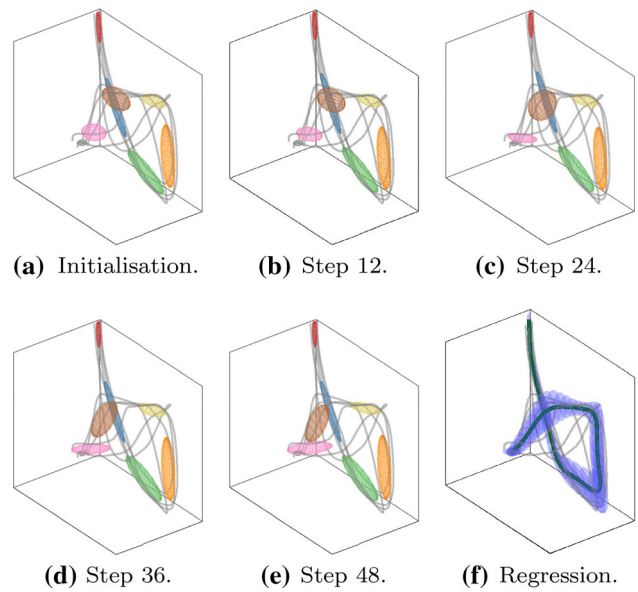 (a) Initialisation.
(b) Step 12.
(c) Step 24.
(d) Step 36.
(e) Step 48.
(f) Regression.